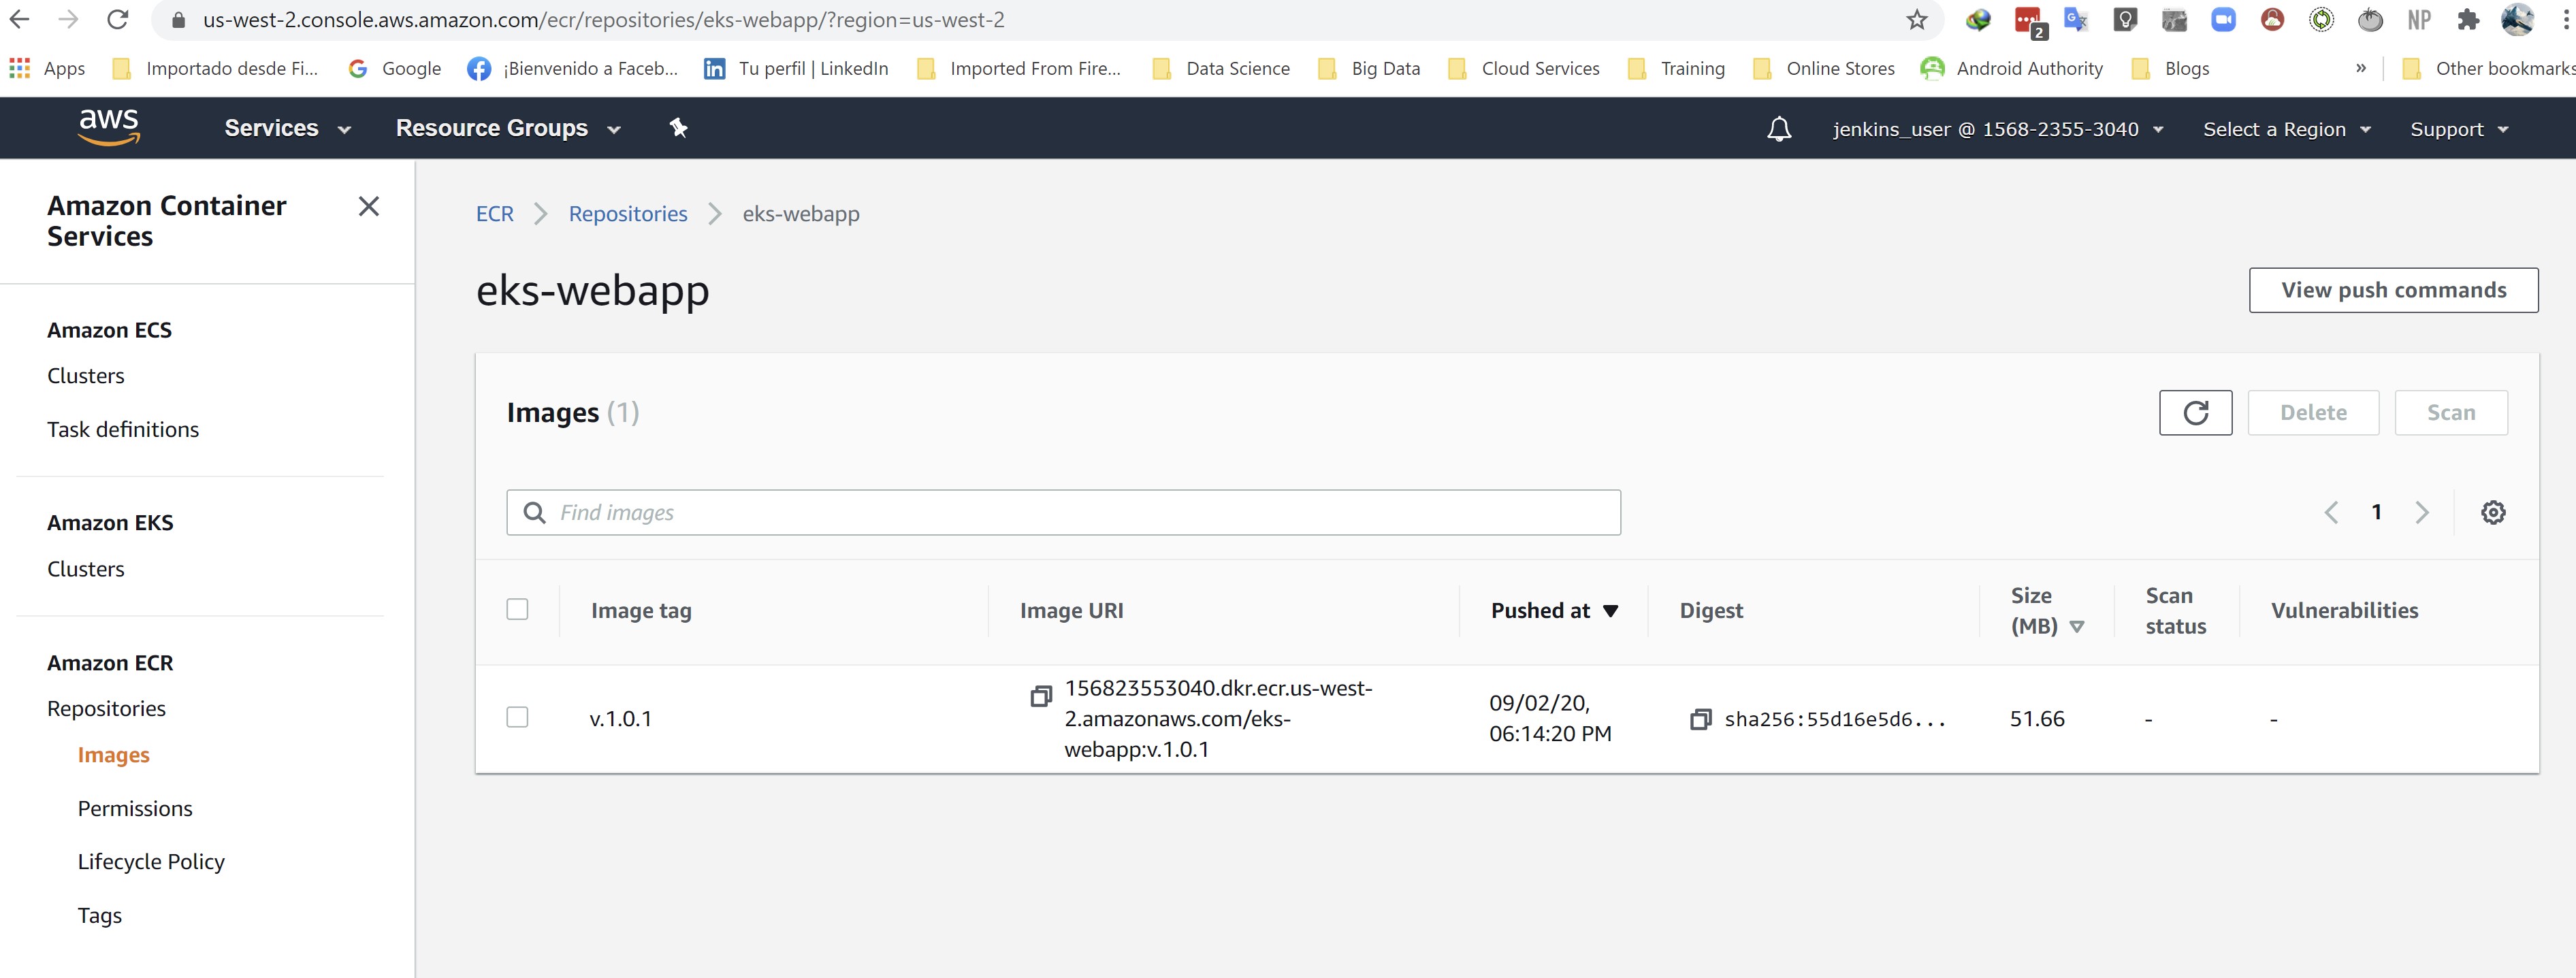 us-west-2.console.aws.amazon.com/ecr/repositories/eks-webapp/?region=us-west-2
2
NP
Apps Importado desde Fi... Google ¡Bienvenido a Faceb... Tu perfil | LinkedIn Imported From Fire... Data Science Big Data Cloud Services Training Online Stores Android Authority Blogs » Other bookmarks
aws Services Resource Groups jenkins_user @ 1568-2355-3040 Select a Region Support
Amazon Container
Services
Amazon ECS
Clusters
Task definitions
Amazon EKS
Clusters
Amazon ECR
Repositories
Images
Permissions
Lifecycle Policy
Tags
ECR Repositories eks-webapp
eks-webapp
View push commands
Images (1)
Delete Scan
Find images
1
Image tag Image URI Pushed at Digest Size
(MB) Scan
status Vulnerabilities
v.1.0.1
156823553040.dkr.ecr.us-west-
2.amazonaws.com/eks-
webapp:v.1.0.1
09/02/20,
06:14:20 PM
sha256:55d16e5d6...
51.66
-
-